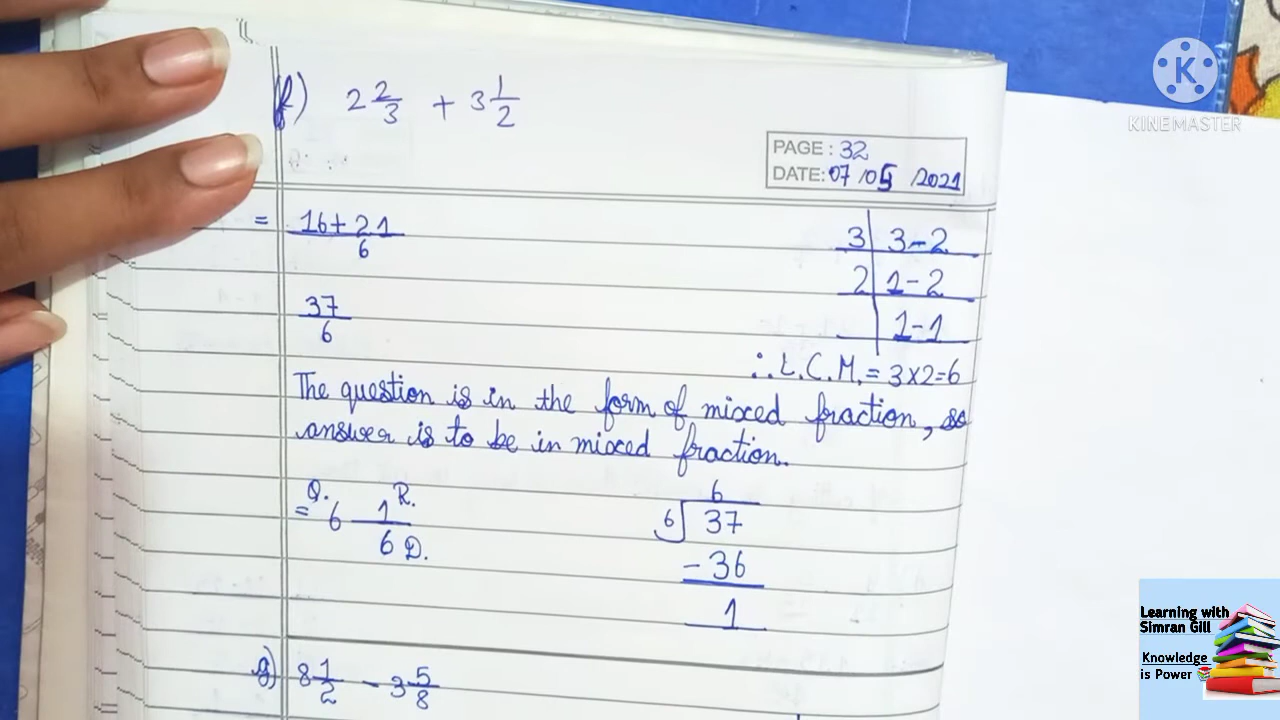 f) 2 2/3 + 3 1/2
PAGE : 32
DATE: 07/05/2021
= 16+21/6
3 | 3-2
2 | 1-2
| 1-1
37/6
∴ L.C.M. = 3×2=6
The question is in the form of mixed fraction, so
answer is to be in mixed fraction.
= Q. 6 1 R./6 D.
6
6)37
-36
1
g) 8 1/2 - 3 5/8
K
KINEMASTER
Learning with
Simran Gill
Knowledge
is Power